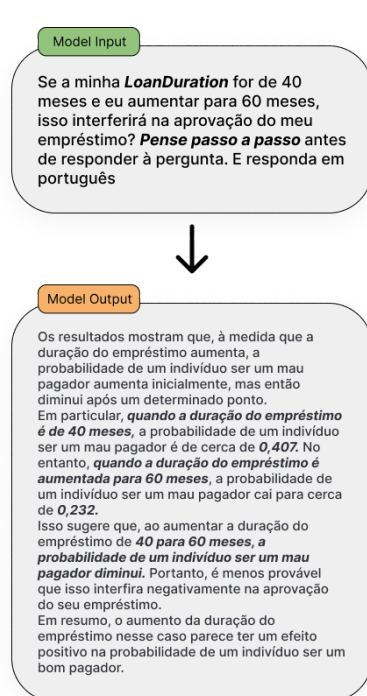 Model Input
Se a minha LoanDuration for de 40
meses e eu aumentar para 60 meses,
isso interferirá na aprovação do meu
empréstimo? Pense passo a passo antes
de responder à pergunta. E responda em
português
Model Output
Os resultados mostram que, à medida que a
duração do empréstimo aumenta, a
probabilidade de um indivíduo ser um mau
pagador aumenta inicialmente, mas então
diminui após um determinado ponto.
Em particular, quando a duração do empréstimo
é de 40 meses, a probabilidade de um indivíduo
ser um mau pagador é de cerca de 0,407. No
entanto, quando a duração do empréstimo é
aumentada para 60 meses, a probabilidade de
um indivíduo ser um mau pagador cai para cerca
de 0,232.
Isso sugere que, ao aumentar a duração do
empréstimo de 40 para 60 meses, a
probabilidade de um indivíduo ser um mau
pagador diminui. Portanto, é menos provável
que isso interfira negativamente na aprovação
do seu empréstimo.
Em resumo, o aumento da duração do
empréstimo nesse caso parece ter um efeito
positivo na probabilidade de um indivíduo ser um
bom pagador.